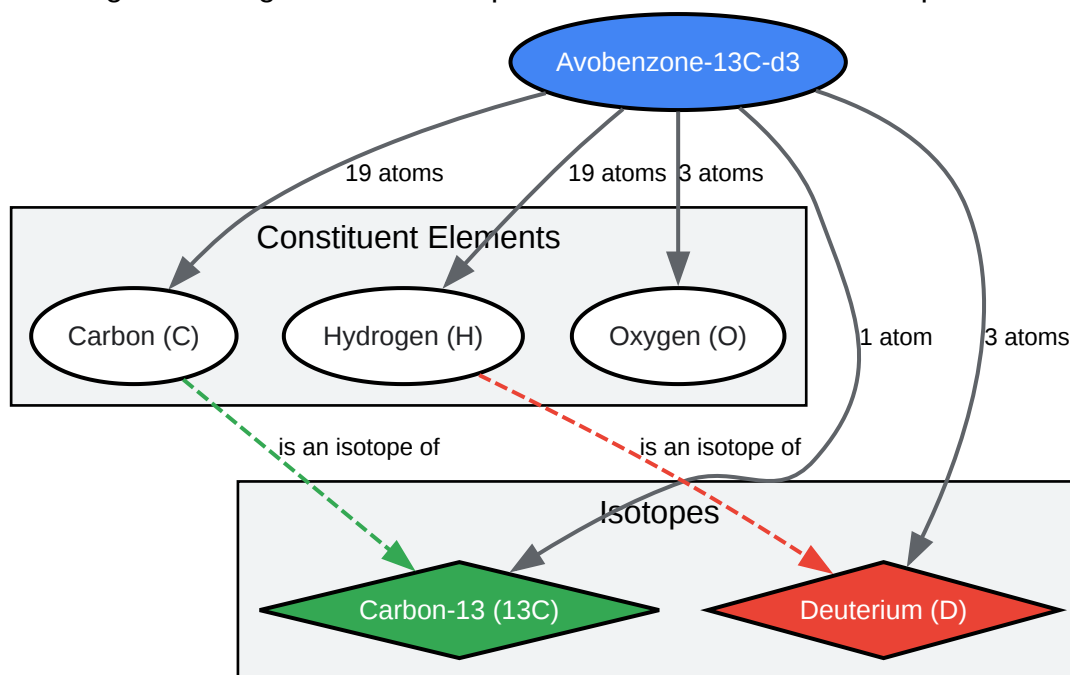 Avobenzone-13C-d3
19 atoms
19 atoms
3 atoms
Constituent Elements
Carbon (C)
Hydrogen (H)
Oxygen (O)
1 atom
3 atoms
is an isotope of
is an isotope of
Isotopes
Carbon-13 (13C)
Deuterium (D)